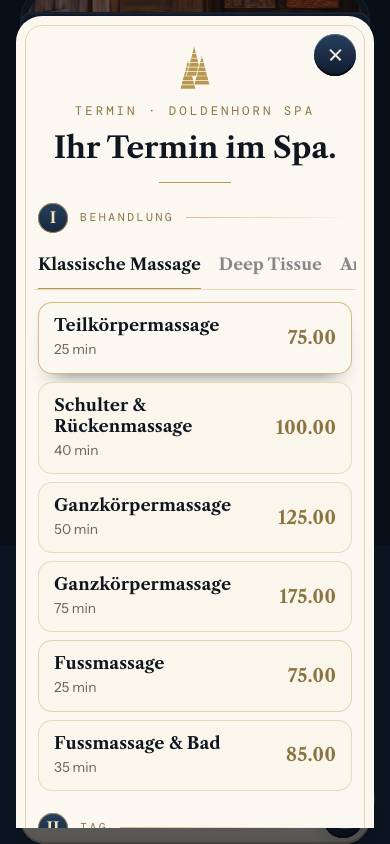 TERMIN · DOLDENHORN SPA
Ihr Termin im Spa.
I BEHANDLUNG
Klassische Massage Deep Tissue
Teilkörpermassage
25 min
75.00
Schulter &
Rückenmassage
40 min
100.00
Ganzkörpermassage
50 min
125.00
Ganzkörpermassage
75 min
175.00
Fussmassage
25 min
75.00
Fussmassage & Bad
35 min
85.00
II TAG